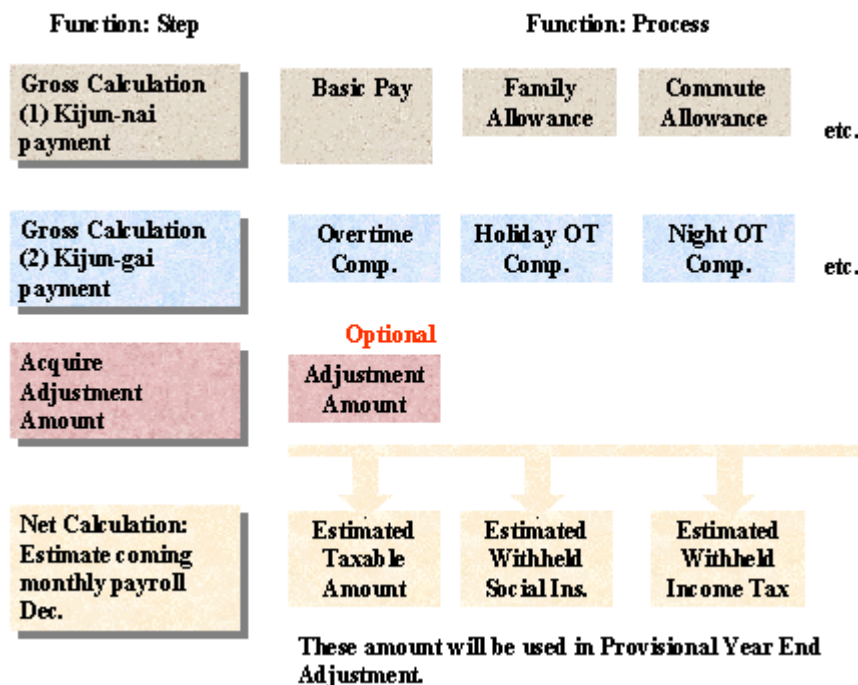 Function: Step
Function: Process
Gross Calculation
(1) Kijun-nai
payment
Basic Pay
Family
Allowance
Commute
Allowance
etc.
Gross Calculation
(2) Kijun-gai
payment
Overtime
Comp.
Holiday OT
Comp.
Night OT
Comp.
etc.
Optional
Acquire
Adjustment
Amount
Adjustment
Amount
Net Calculation:
Estimate coming
monthly payroll
Dec.
Estimated
Taxable
Amount
Estimated
Withheld
Social Ins.
Estimated
Withheld
Income Tax
These amount will be used in Provisional Year End
Adjustment.